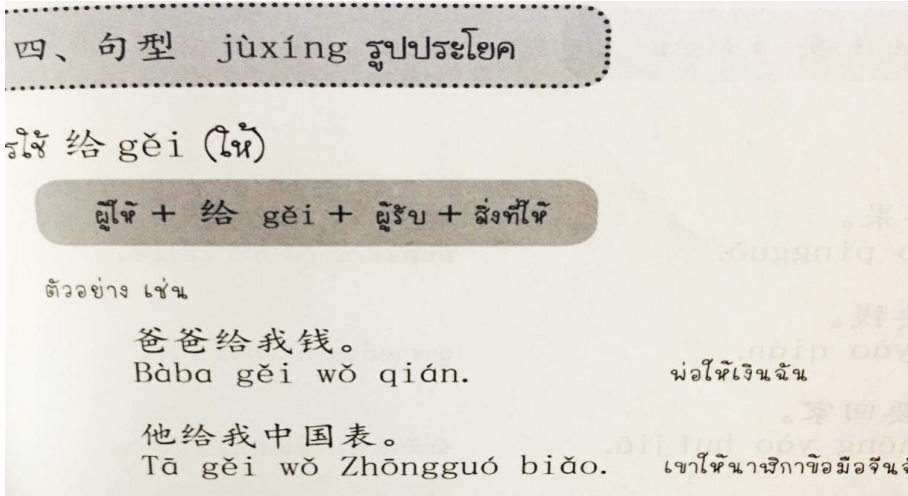 四、句型 jùxíng รูปประโยค
รใช้ 给 gěi (ให้)
ผู้ให้ + 给 gěi + ผู้รับ + สิ่งที่ให้
ตัวอย่าง เช่น
爸爸给我钱。
Bàba gěi wǒ qián. พ่อให้เงินฉัน
他给我中国表。
Tā gěi wǒ Zhōngguó biǎo. เขาให้นาฬิกาข้อมือจีนฉ